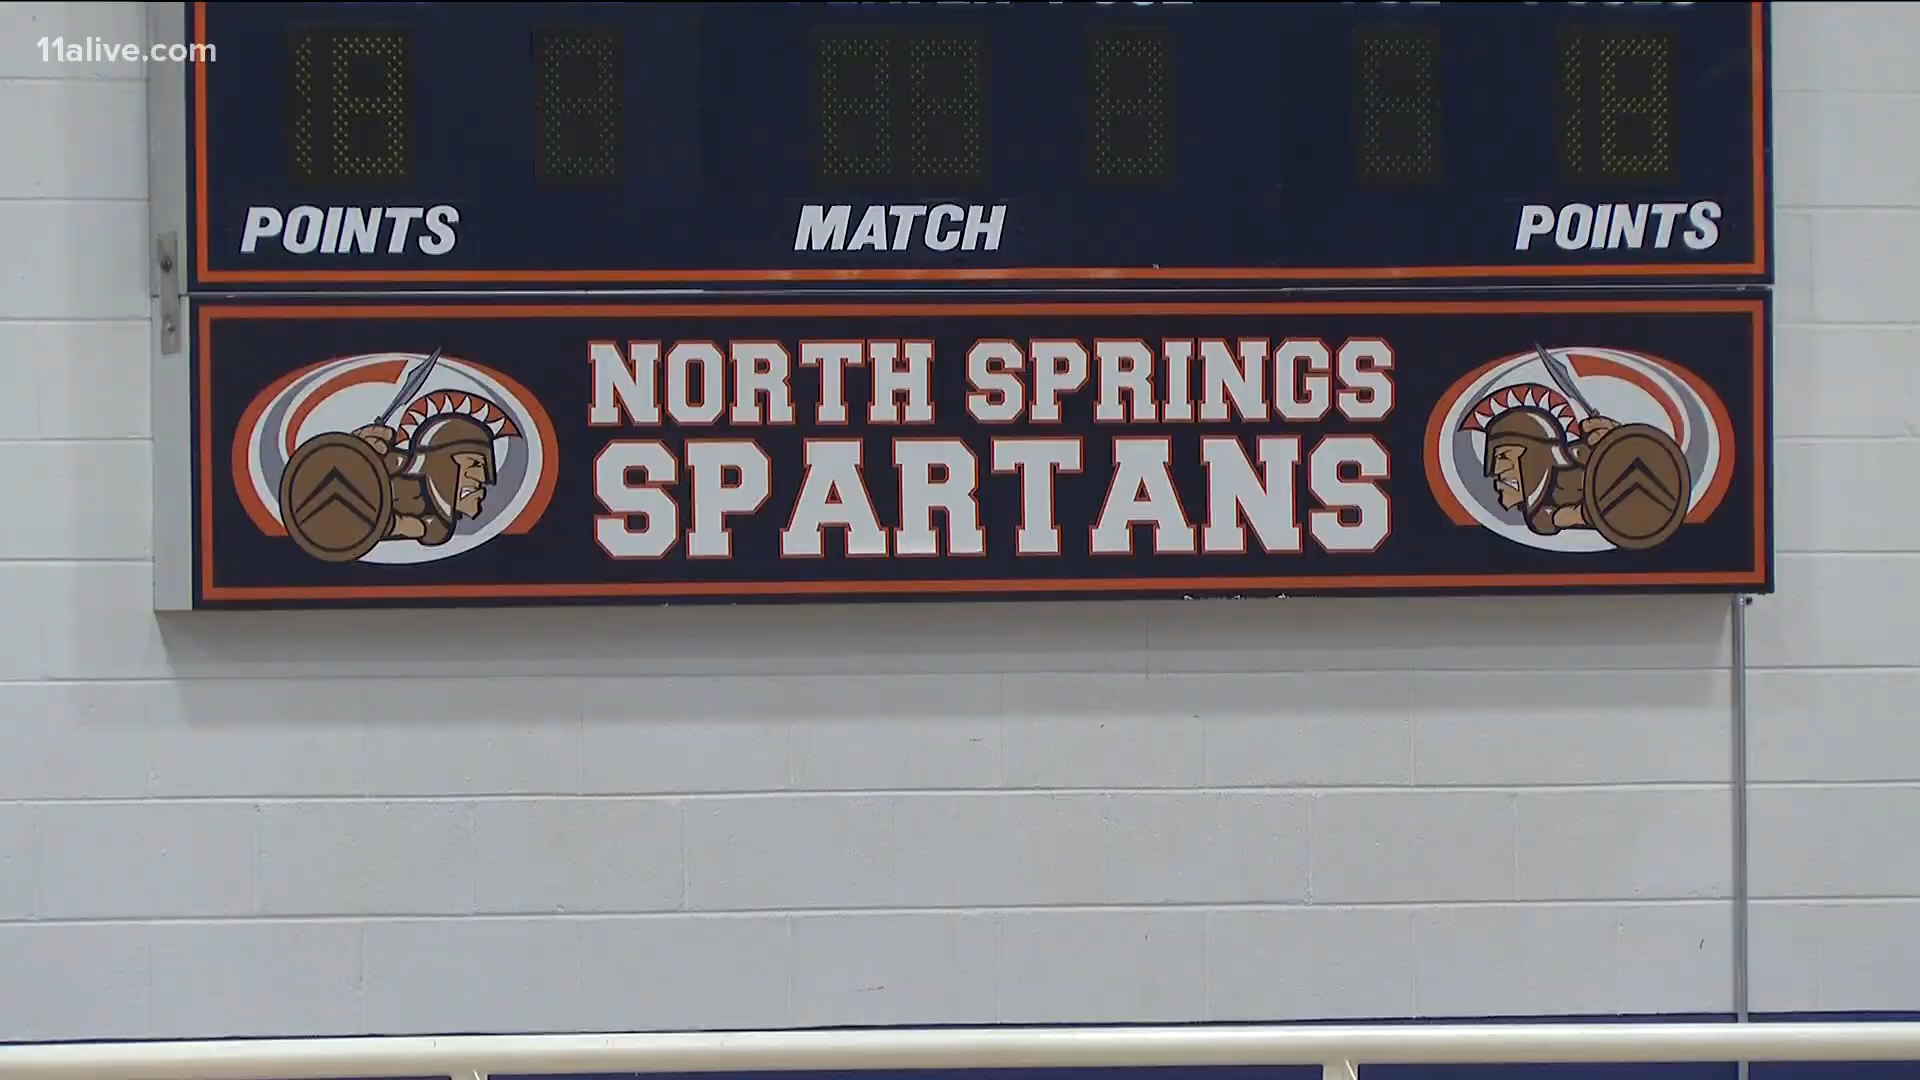 11alive.com
POINTS MATCH POINTS
NORTH SPRINGS
SPARTANS